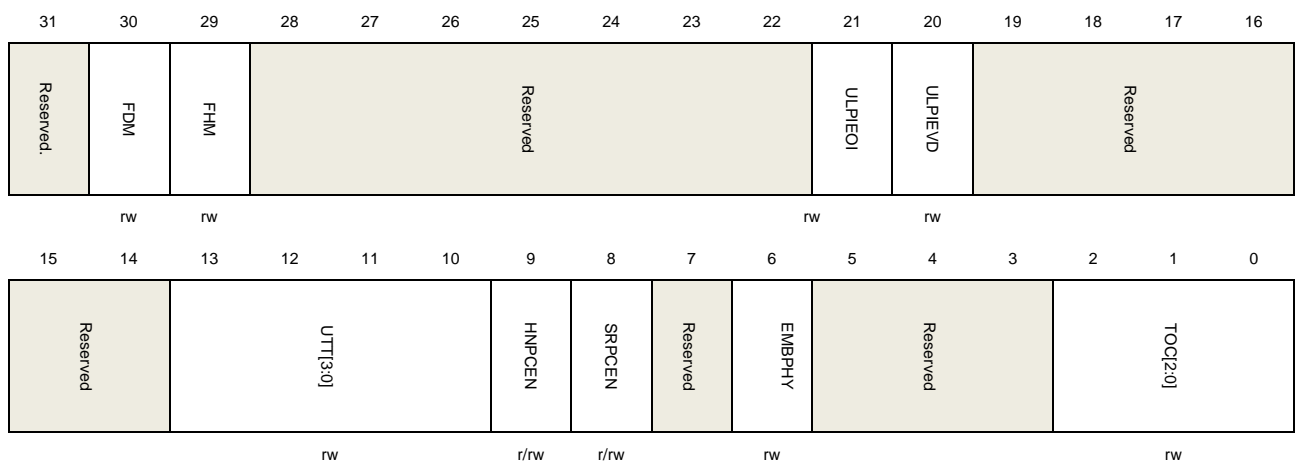 31 30 29 28 27 26 25 24 23 22 21 20 19 18 17 16
Reserved. FDM FHM Reserved ULPIEOI ULPIEVD Reserved
rw rw rw rw
15 14 13 12 11 10 9 8 7 6 5 4 3 2 1 0
Reserved UTT[3:0] HNPCEN SRPCEN Reserved EMBPHY Reserved TOC[2:0]
rw r/rw r/rw rw rw